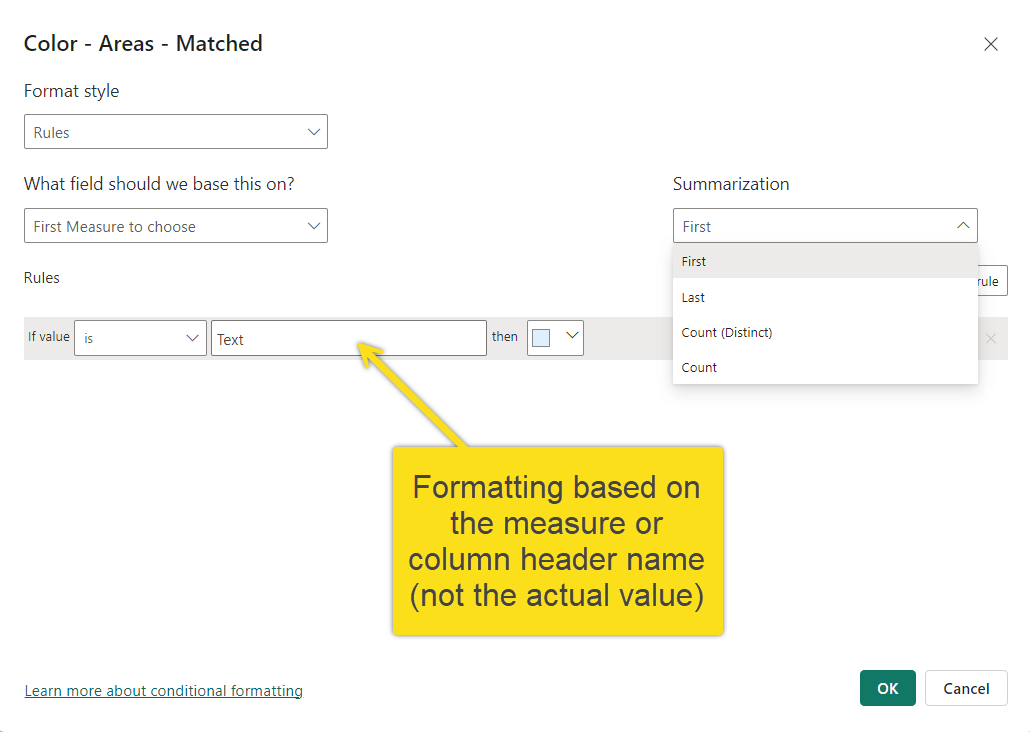 Color - Areas - Matched
Format style
Rules
What field should we base this on?
Summarization
First Measure to choose
First
Rules
First
rule
Last
If value
is
Text
then
Count (Distinct)
Count
Formatting based on
the measure or
column header name
(not the actual value)
Learn more about conditional formatting
OK
Cancel